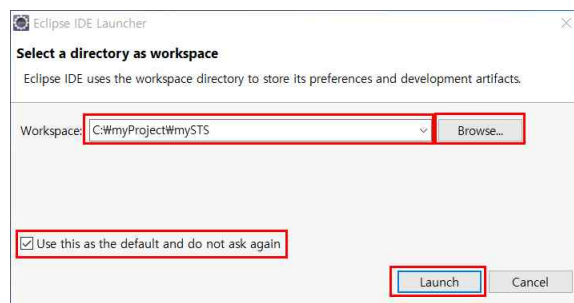 Eclipse IDE Launcher
Select a directory as workspace
Eclipse IDE uses the workspace directory to store its preferences and development artifacts.
Workspace: C:₩myProject₩mySTS Browse...
Use this as the default and do not ask again
Launch Cancel